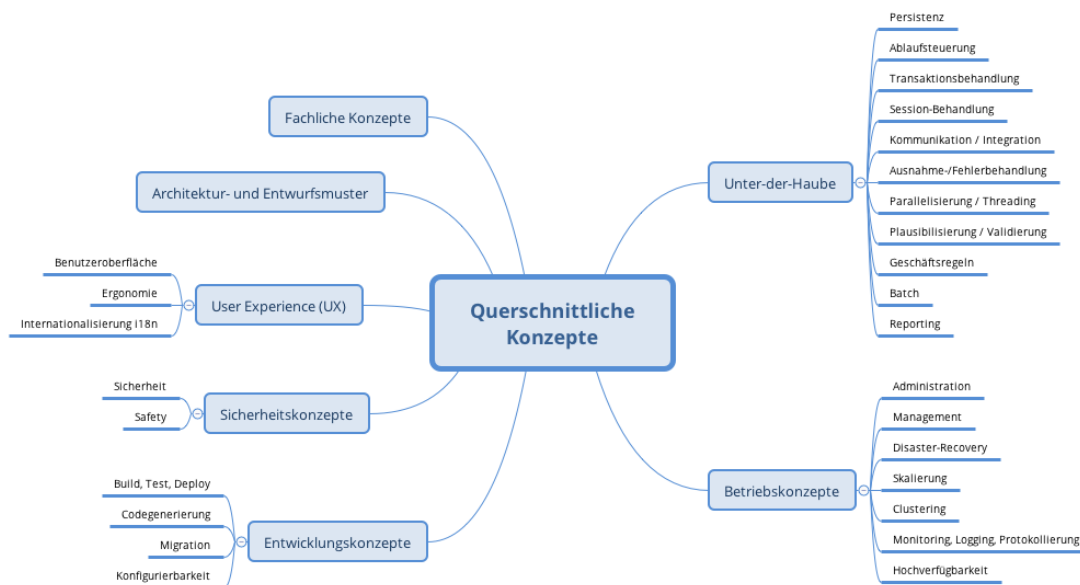 Querschnittliche
Konzepte
Fachliche Konzepte
Architektur- und Entwurfsmuster
User Experience (UX)
Benutzeroberfläche
Ergonomie
Internationalisierung i18n
Sicherheitskonzepte
Sicherheit
Safety
Entwicklungskonzepte
Build, Test, Deploy
Codegenerierung
Migration
Konfigurierbarkeit
Unter-der-Haube
Persistenz
Ablaufsteuerung
Transaktionsbehandlung
Session-Behandlung
Kommunikation / Integration
Ausnahme-/Fehlerbehandlung
Parallelisierung / Threading
Plausibilisierung / Validierung
Geschäftsregeln
Batch
Reporting
Betriebskonzepte
Administration
Management
Disaster-Recovery
Skalierung
Clustering
Monitoring, Logging, Protokollierung
Hochverfügbarkeit